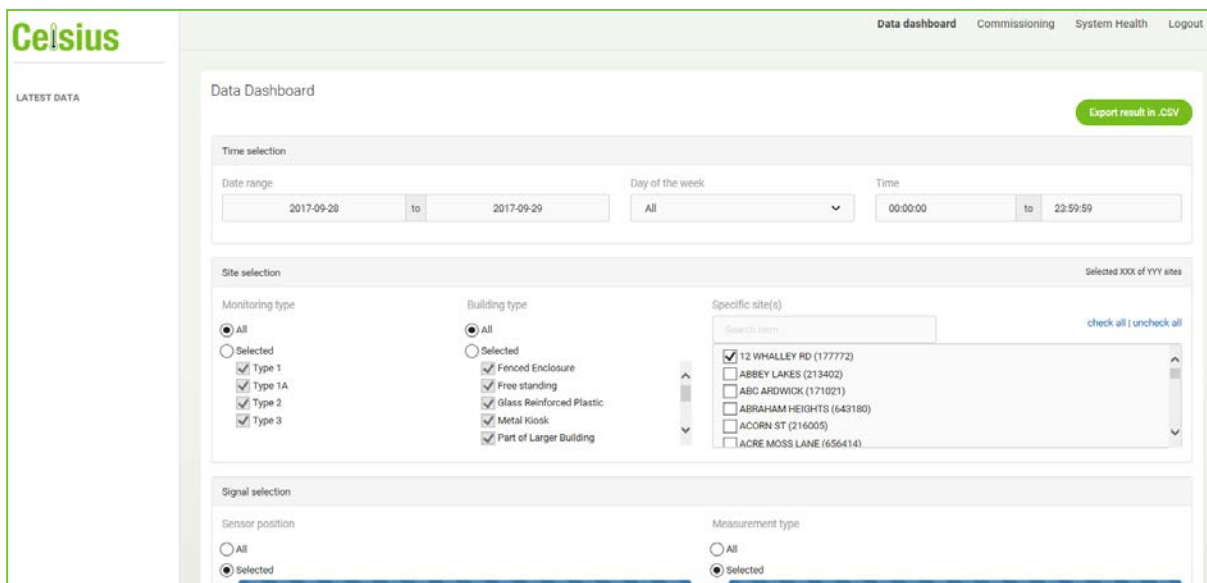 Celsius
Data dashboard Commissioning System Health Logout
LATEST DATA
Data Dashboard
Export result in .CSV
Time selection
Date range Day of the week Time
2017-09-28 to 2017-09-29 All 00:00:00 to 23:59:59
Site selection Selected XXX of YYY sites
Monitoring type Building type Specific site(s)
All All Search term... check all | uncheck all
Selected Selected 12 WHALLEY RD (177772)
Type 1 Fenced Enclosure ABBEY LAKES (213402)
Type 1A Free standing ABC ARDWICK (171021)
Type 2 Glass Reinforced Plastic ABRAHAM HEIGHTS (643180)
Type 3 Metal Kiosk ACORN ST (216005)
Part of Larger Building ACRE MOSS LANE (656414)
Signal selection
Sensor position Measurement type
All All
Selected Selected